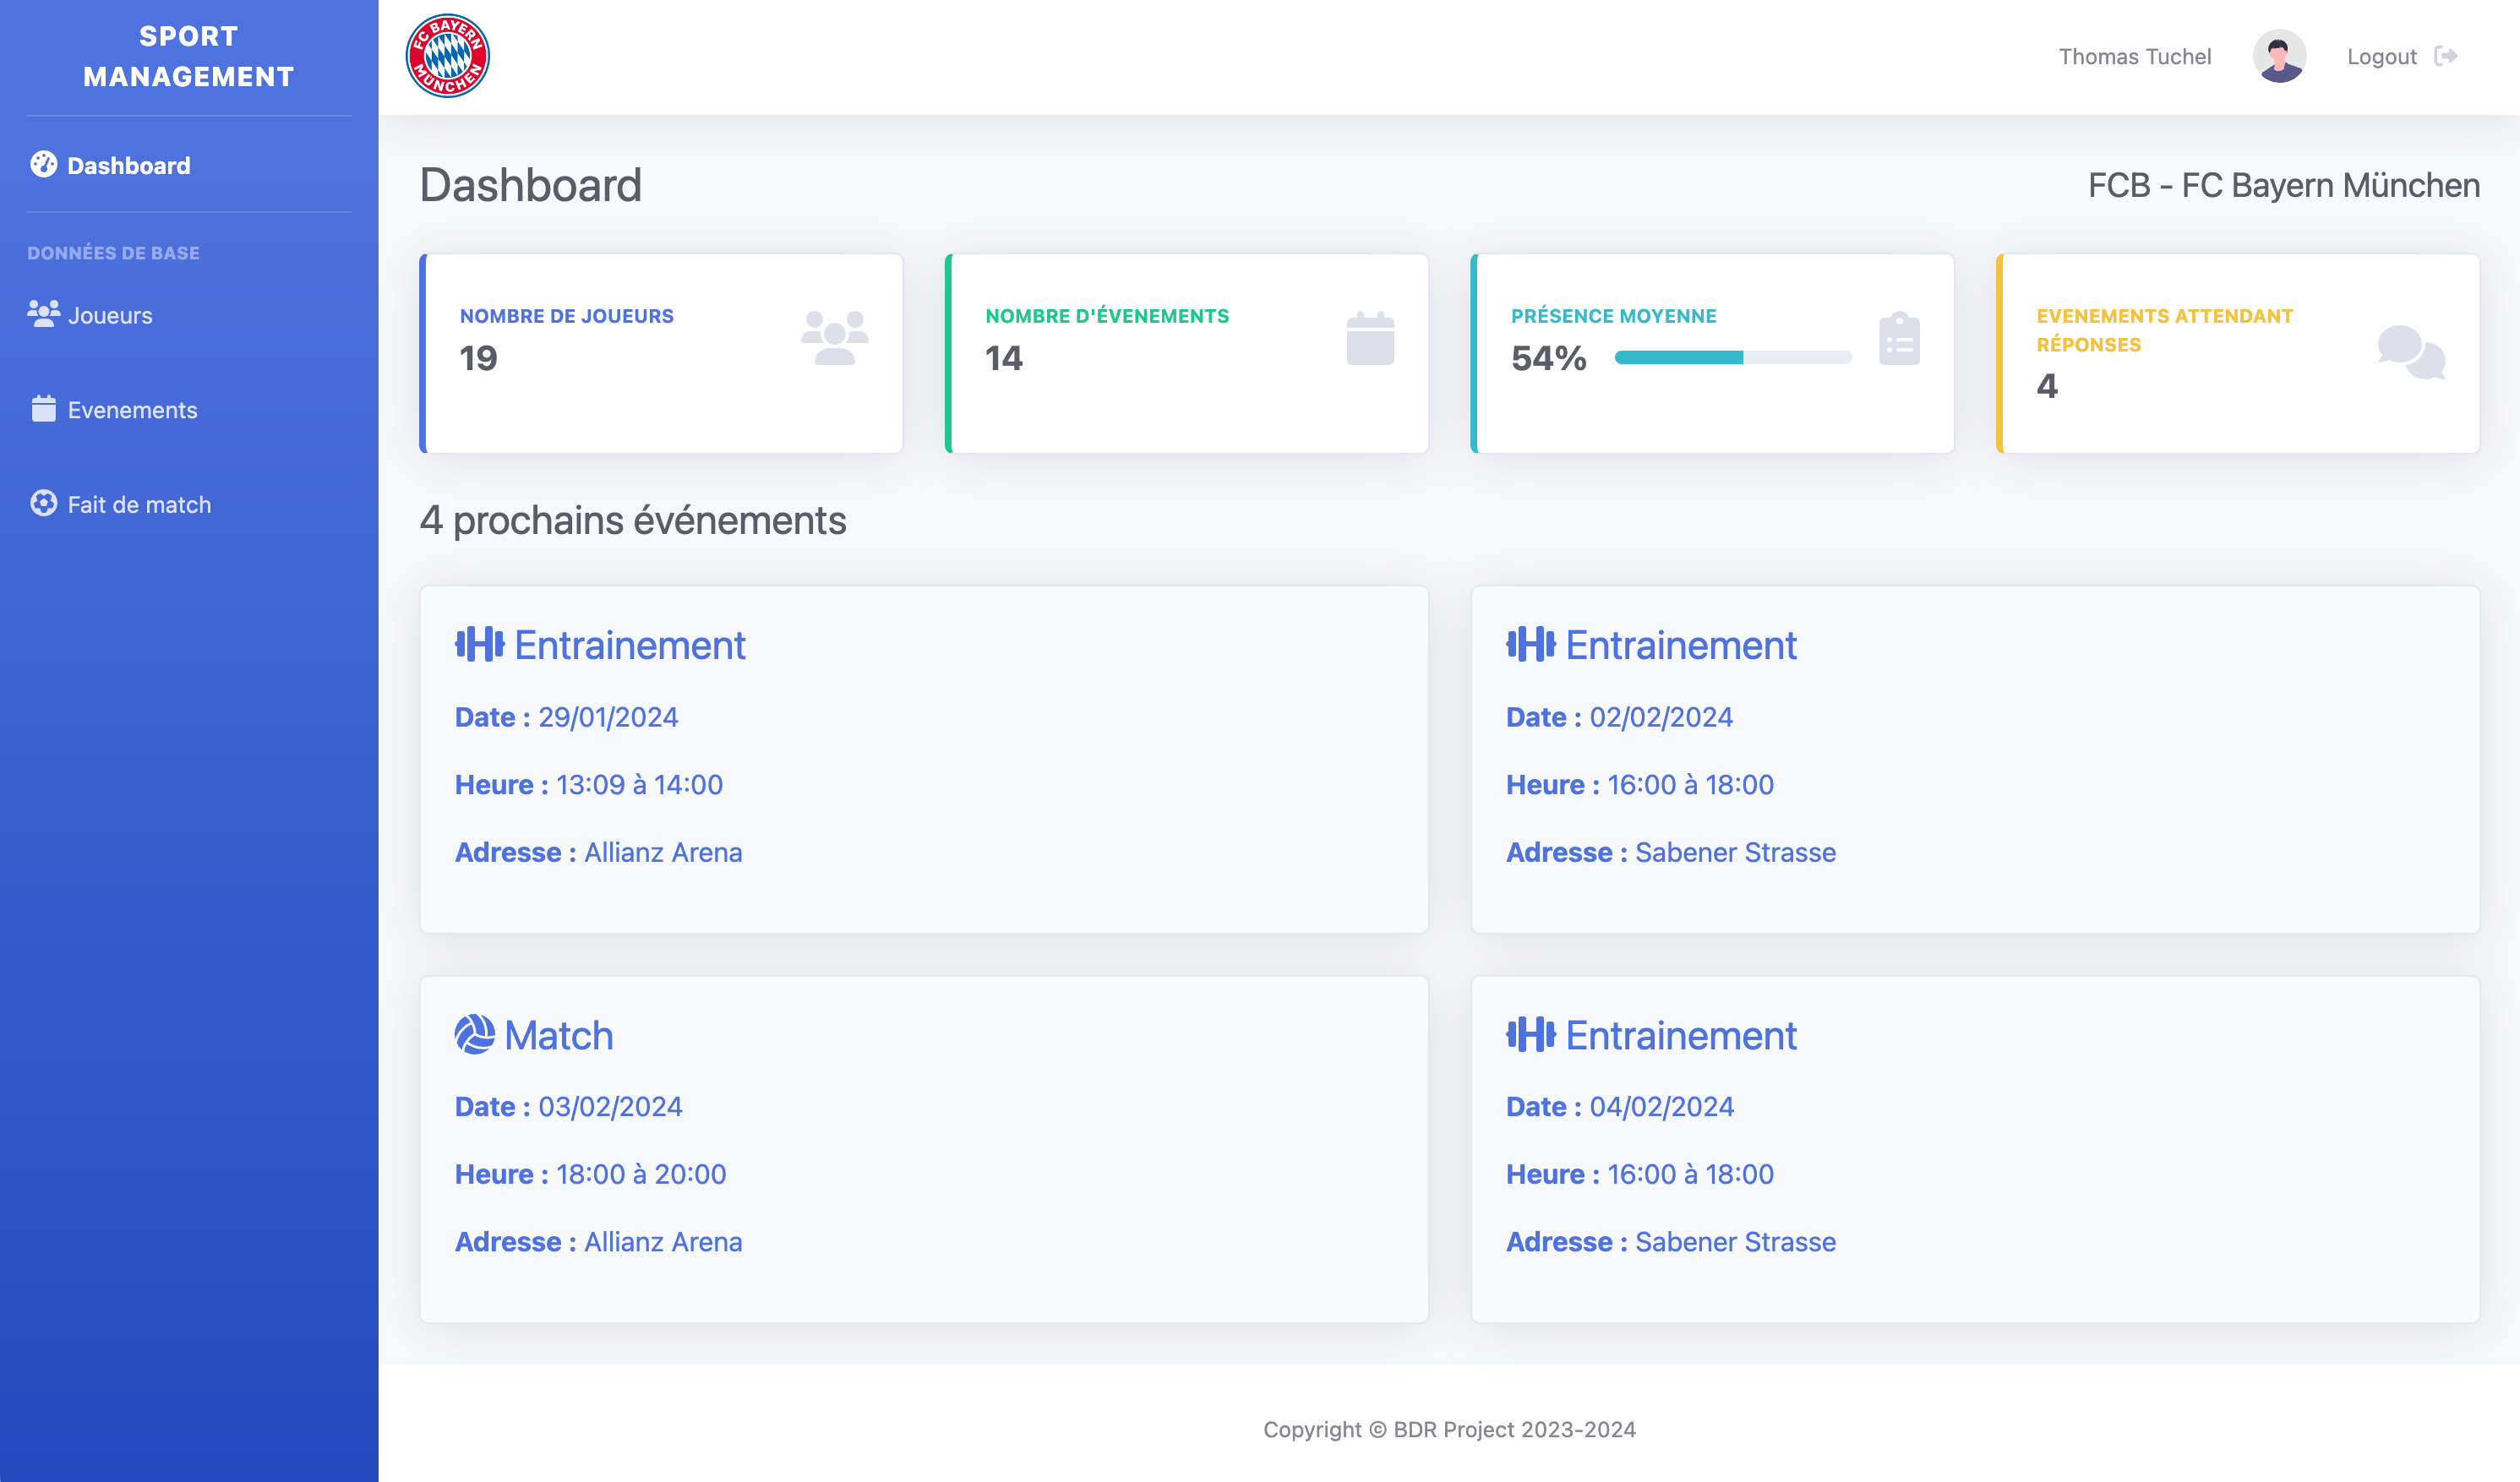 SPORT
MANAGEMENT
Dashboard
DONNÉES DE BASE
Joueurs
Evenements
Fait de match
FC BAYERN
MÜNCHEN
Thomas Tuchel
Logout
Dashboard
FCB - FC Bayern München
NOMBRE DE JOUEURS
19
NOMBRE D'ÉVENEMENTS
14
PRÉSENCE MOYENNE
54%
EVENEMENTS ATTENDANT
RÉPONSES
4
4 prochains événements
Entrainement
Date : 29/01/2024
Heure : 13:09 à 14:00
Adresse : Allianz Arena
Entrainement
Date : 02/02/2024
Heure : 16:00 à 18:00
Adresse : Sabener Strasse
Match
Date : 03/02/2024
Heure : 18:00 à 20:00
Adresse : Allianz Arena
Entrainement
Date : 04/02/2024
Heure : 16:00 à 18:00
Adresse : Sabener Strasse
Copyright © BDR Project 2023-2024